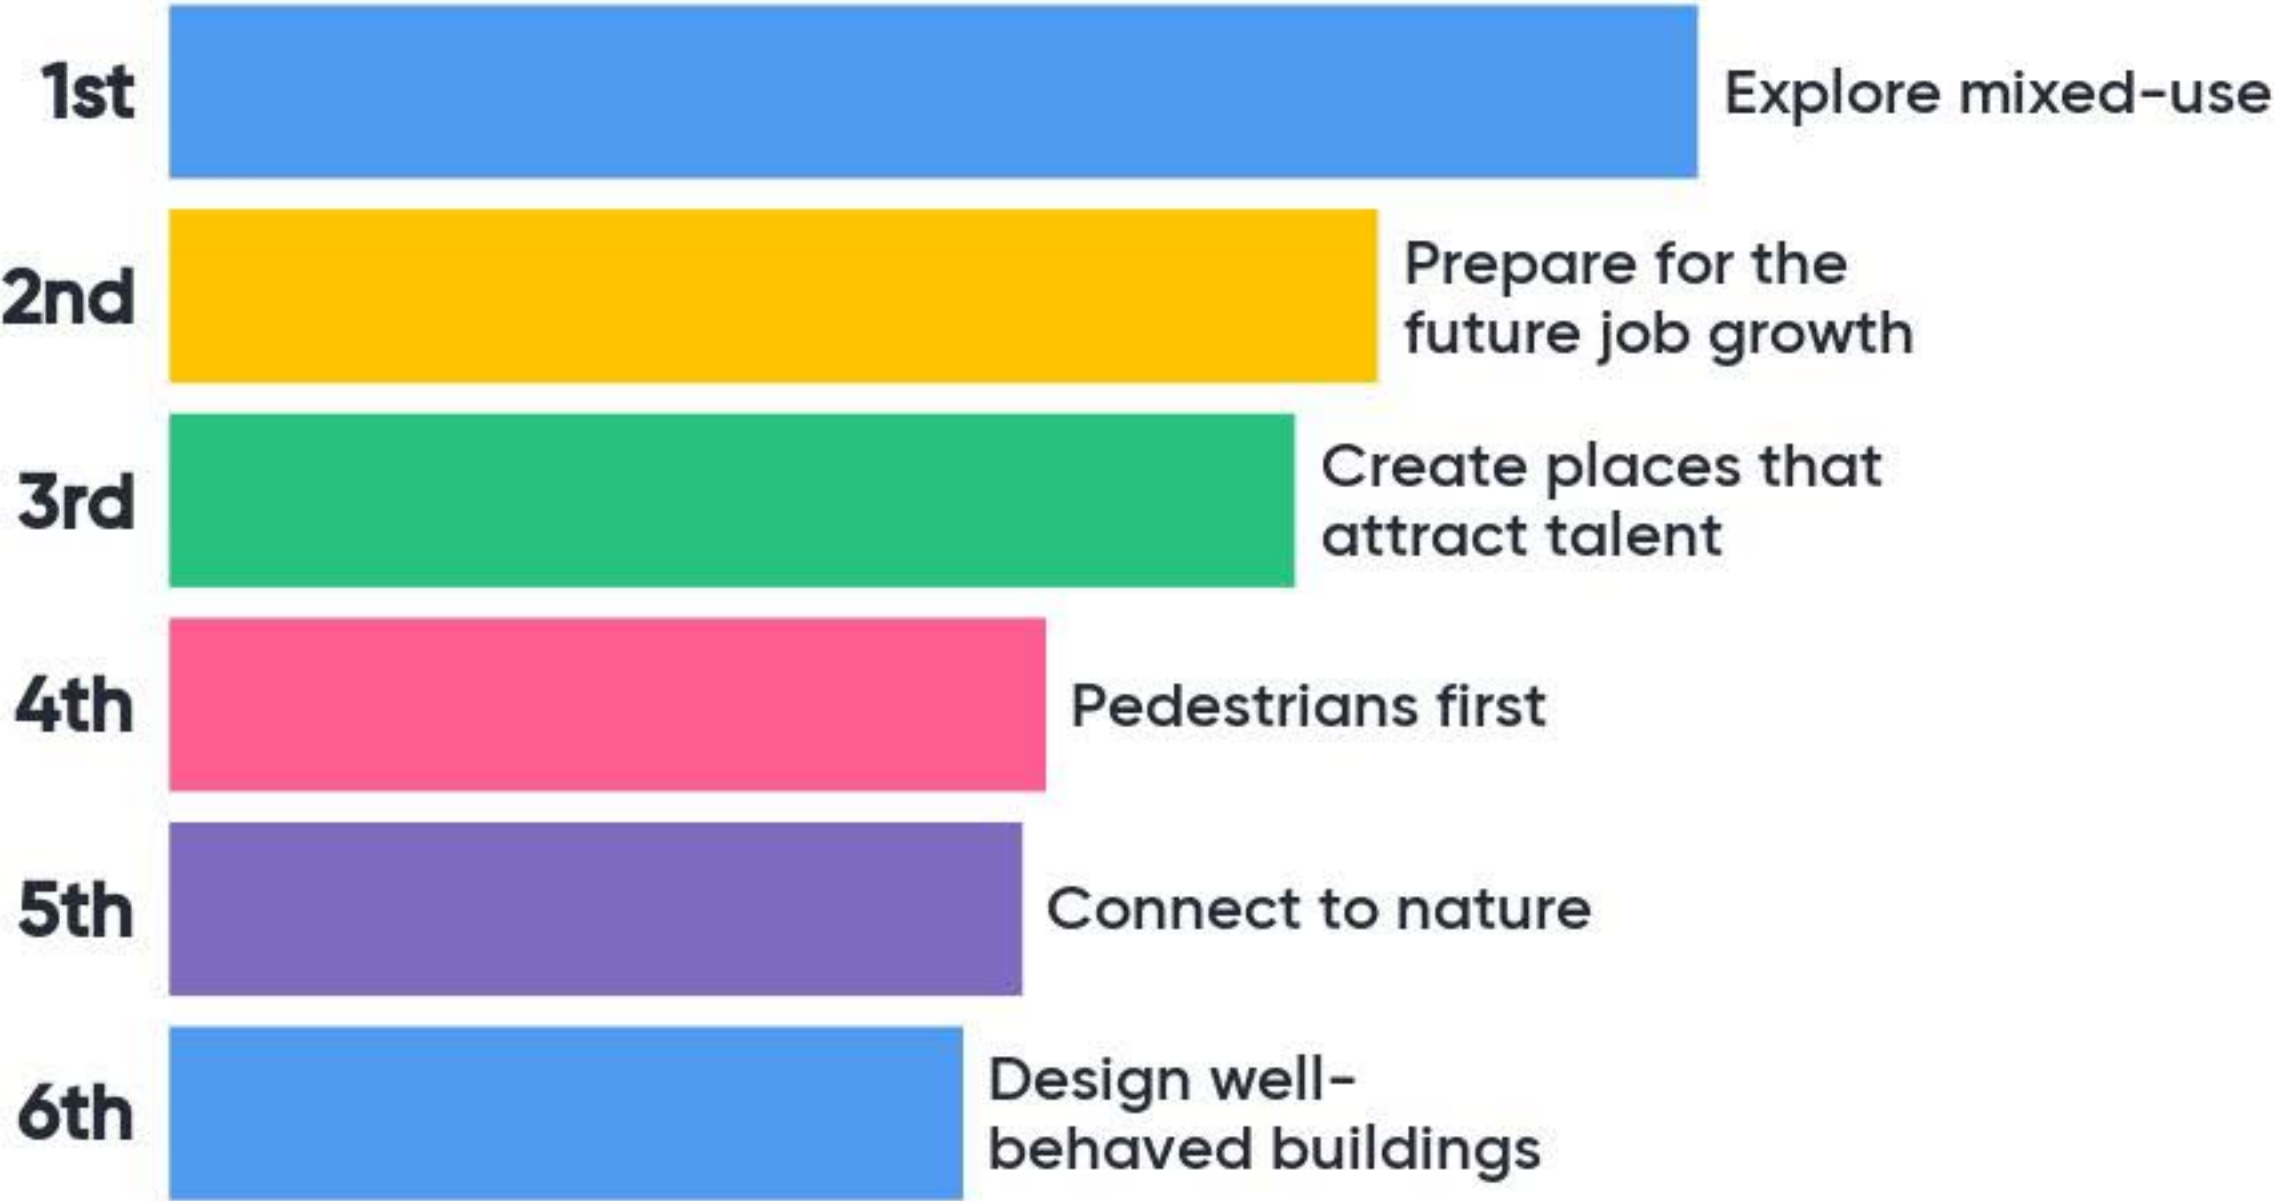 1st
Explore mixed-use
2nd
Prepare for the
future job growth
3rd
Create places that
attract talent
4th
Pedestrians first
5th
Connect to nature
6th
Design well-
behaved buildings